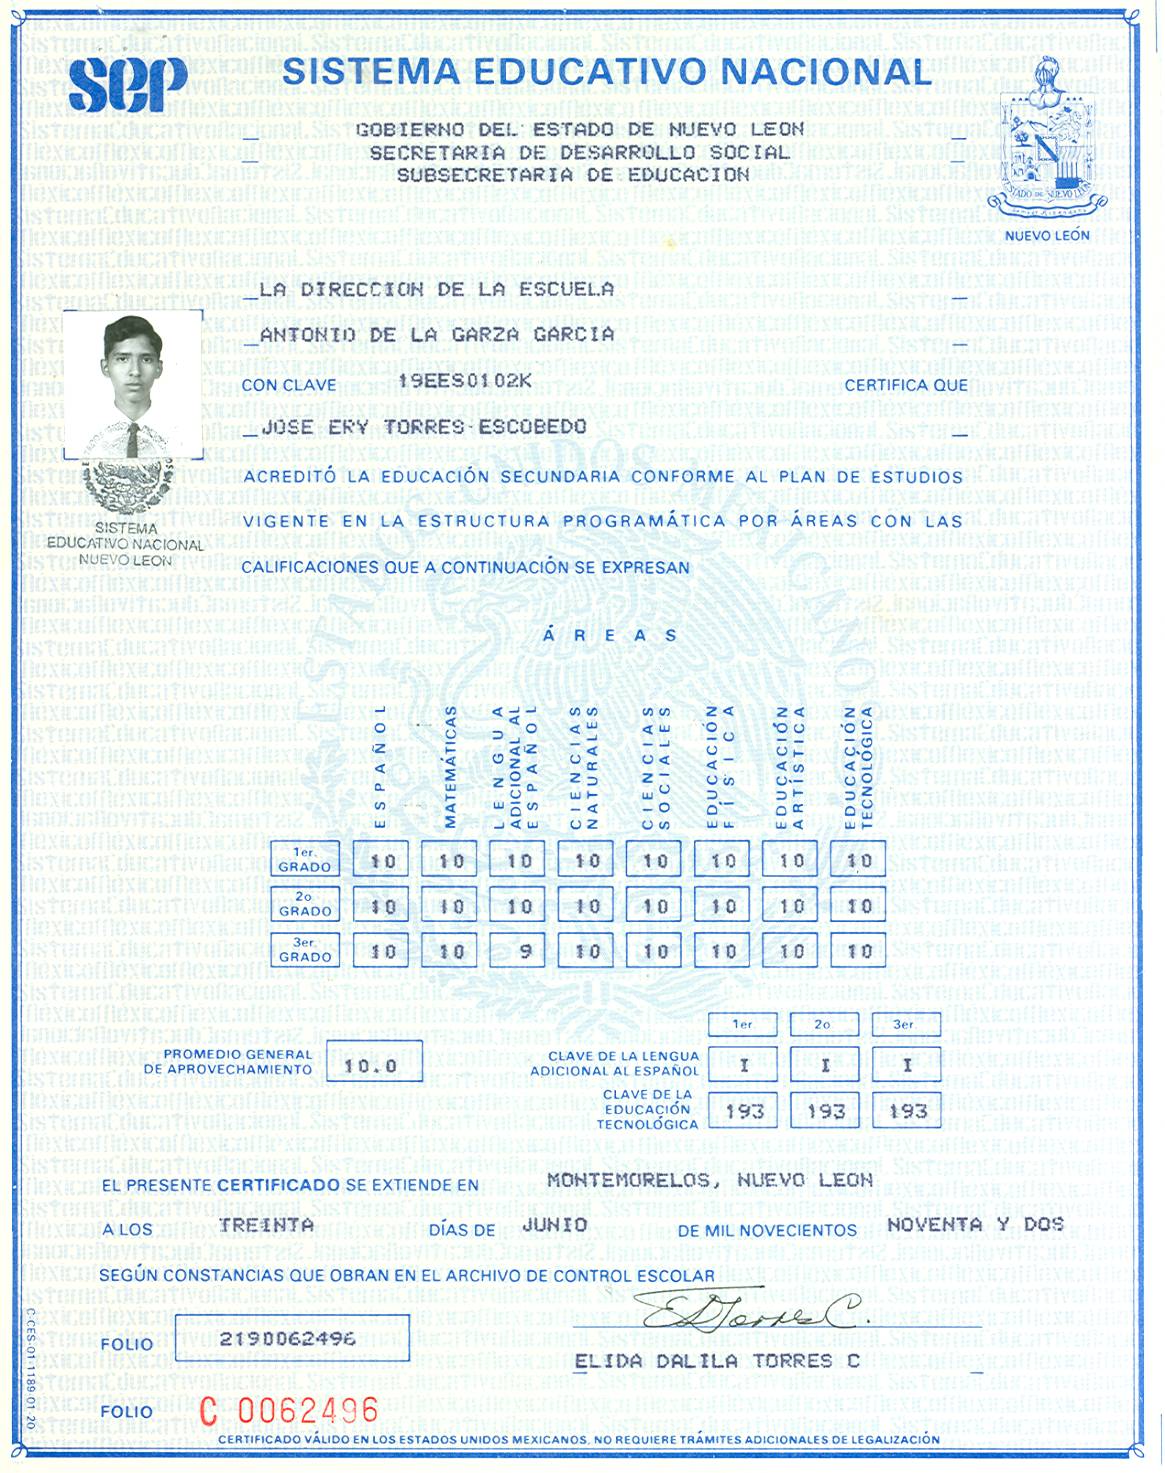 SEP
SISTEMA EDUCATIVO NACIONAL
GOBIERNO DEL ESTADO DE NUEVO LEON
SECRETARIA DE DESARROLLO SOCIAL
SUBSECRETARIA DE EDUCACION
ESTADO DE NUEVO LEON
NUEVO LEÓN
LA DIRECCION DE LA ESCUELA
ANTONIO DE LA GARZA GARCIA
CON CLAVE 19EES0102K CERTIFICA QUE
JOSE ERY TORRES ESCOBEDO
ACREDITÓ LA EDUCACIÓN SECUNDARIA CONFORME AL PLAN DE ESTUDIOS
VIGENTE EN LA ESTRUCTURA PROGRAMÁTICA POR ÁREAS CON LAS
CALIFICACIONES QUE A CONTINUACIÓN SE EXPRESAN
SISTEMA
EDUCATIVO NACIONAL
NUEVO LEON
ESTADOS UNIDOS MEXICANOS
ÁREAS
ESPAÑOL
MATEMÁTICAS
LENGUA
ADICIONAL AL
ESPAÑOL
CIENCIAS
NATURALES
CIENCIAS
SOCIALES
EDUCACIÓN
FÍSICA
EDUCACIÓN
ARTÍSTICA
EDUCACIÓN
TECNOLÓGICA
1er. GRADO 10 10 10 10 10 10 10 10
2o GRADO 10 10 10 10 10 10 10 10
3er. GRADO 10 10 9 10 10 10 10 10
1er 2o 3er
PROMEDIO GENERAL
DE APROVECHAMIENTO 10.0
CLAVE DE LA LENGUA
ADICIONAL AL ESPAÑOL I I I
CLAVE DE LA
EDUCACIÓN
TECNOLÓGICA 193 193 193
EL PRESENTE CERTIFICADO SE EXTIENDE EN MONTEMORELOS, NUEVO LEON
A LOS TREINTA DÍAS DE JUNIO DE MIL NOVECIENTOS NOVENTA Y DOS
SEGÚN CONSTANCIAS QUE OBRAN EN EL ARCHIVO DE CONTROL ESCOLAR
E D Torres C.
FOLIO 2190062496
ELIDA DALILA TORRES C
FOLIO C 0062496
CERTIFICADO VÁLIDO EN LOS ESTADOS UNIDOS MEXICANOS, NO REQUIERE TRÁMITES ADICIONALES DE LEGALIZACIÓN